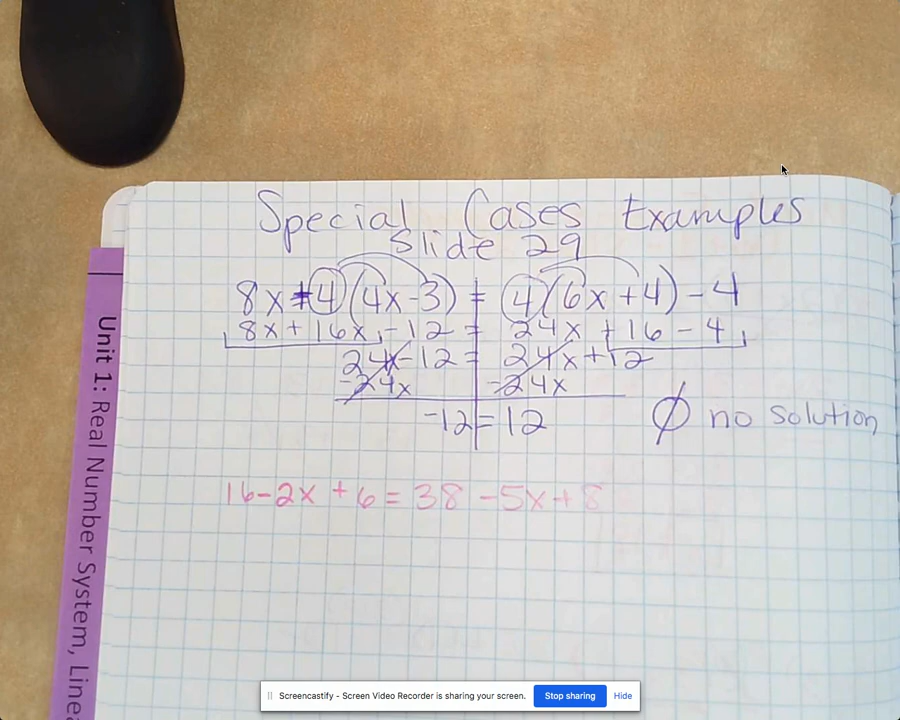 Special Cases Examples
Slide 29
8x + 4(4x - 3) = 4(6x + 4) - 4
8x + 16x - 12 = 24x + 16 - 4
24x - 12 = 24x + 12
-24x -24x
-12 = 12 Ø no solution
16 - 2x + 6 = 38 - 5x + 8
Unit 1: Real Number System, Linea
Screencastify - Screen Video Recorder is sharing your screen. Stop sharing Hide